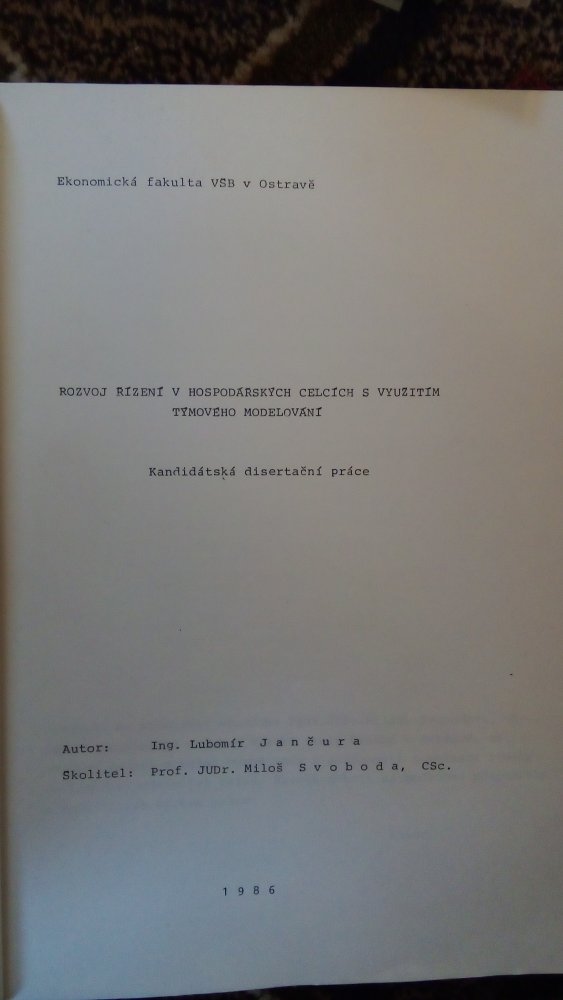 Ekonomická fakulta VŠB v Ostravě
ROZVOJ ŘÍZENÍ V HOSPODÁŘSKÝCH CELCÍCH S VYUŽITÍM
TÝMOVÉHO MODELOVÁNÍ
Kandidátská disertační práce
Autor: Ing. Lubomír J a n č u r a
Školitel: Prof. JUDr. Miloš S v o b o d a, CSc.
1 9 8 6